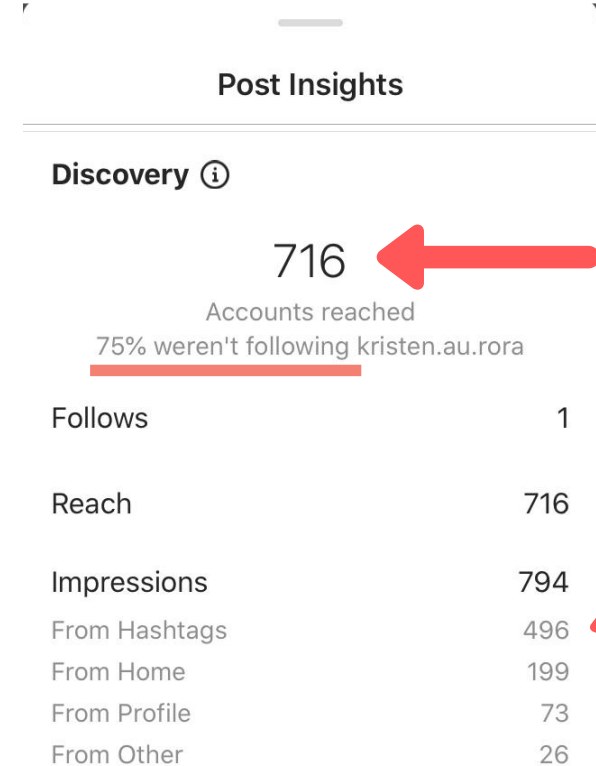 Post Insights
Discovery
716
Accounts reached
75% weren't following kristen.au.rora
Follows 1
Reach 716
Impressions 794
From Hashtags 496
From Home 199
From Profile 73
From Other 26